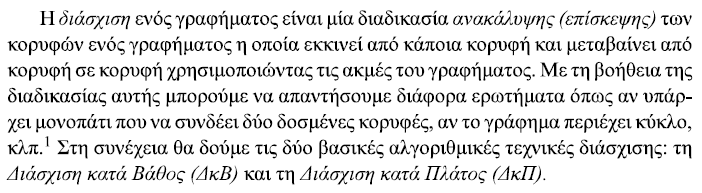 Η διάσχιση ενός γραφήματος είναι μία διαδικασία ανακάλυψης (επίσκεψης) των
κορυφών ενός γραφήματος η οποία εκκινεί από κάποια κορυφή και μεταβαίνει από
κορυφή σε κορυφή χρησιμοποιώντας τις ακμές του γραφήματος. Με τη βοήθεια της
διαδικασίας αυτής μπορούμε να απαντήσουμε διάφορα ερωτήματα όπως αν υπάρ-
χει μονοπάτι που να συνδέει δύο δοσμένες κορυφές, αν το γράφημα περιέχει κύκλο,
κλπ.¹ Στη συνέχεια θα δούμε τις δύο βασικές αλγοριθμικές τεχνικές διάσχισης: τη
Διάσχιση κατά Βάθος (ΔκΒ) και τη Διάσχιση κατά Πλάτος (ΔκΠ).